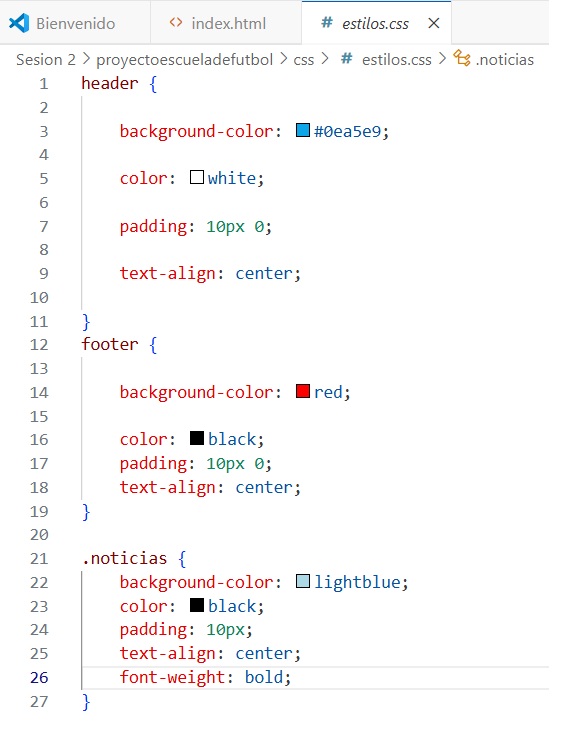 Bienvenido <> index.html # estilos.css ×
Sesion 2 > proyectoescueladefutbol > css > # estilos.css > .noticias
1 header {
2
3 background-color: #0ea5e9;
4
5 color: white;
6
7 padding: 10px 0;
8
9 text-align: center;
10
11 }
12 footer {
13
14 background-color: red;
15
16 color: black;
17 padding: 10px 0;
18 text-align: center;
19 }
20
21 .noticias {
22 background-color: lightblue;
23 color: black;
24 padding: 10px;
25 text-align: center;
26 font-weight: bold;
27 }